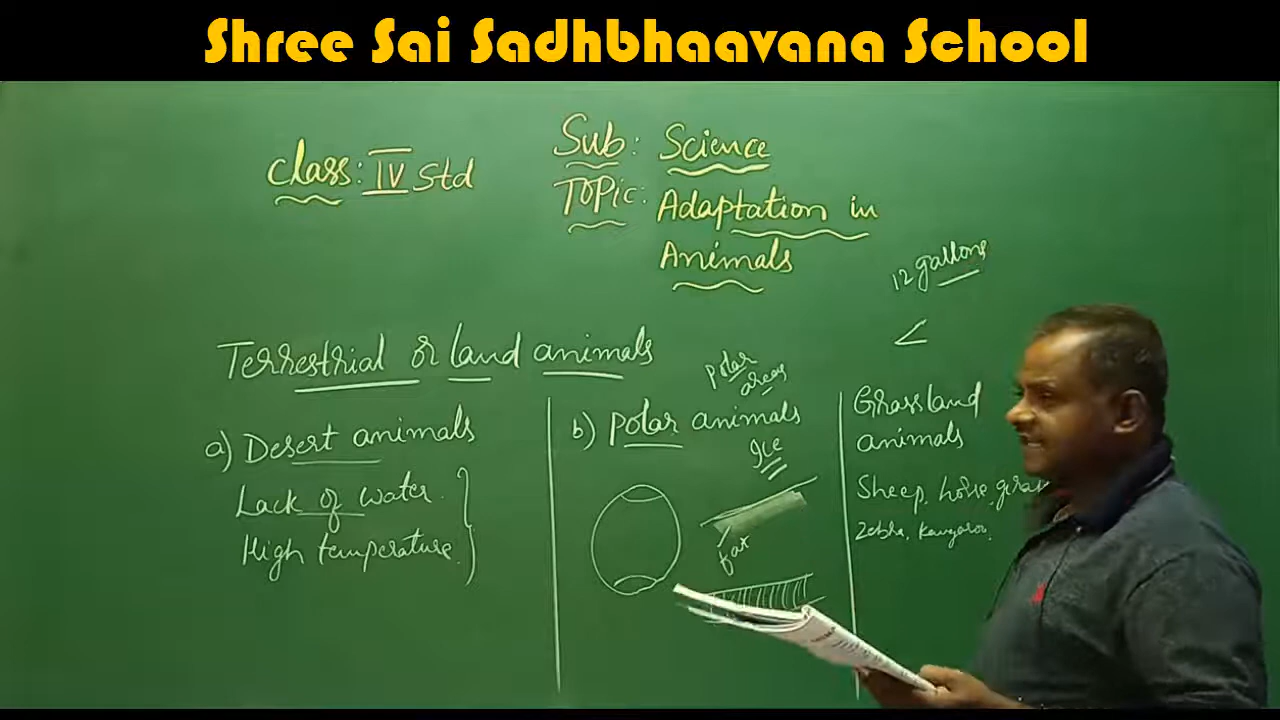 Shree Sai Sadhbhaavana School
Class: IV Std
Sub: Science
Topic: Adaptation in
Animals
12 gallons
<
Terrestrial or land animals
a) Desert animals
Lack of water
High temperature
Polar
areas
b) Polar animals
Ice
fat
Grassland
animals
Sheep, horse,
Zebra, Kangaroo.